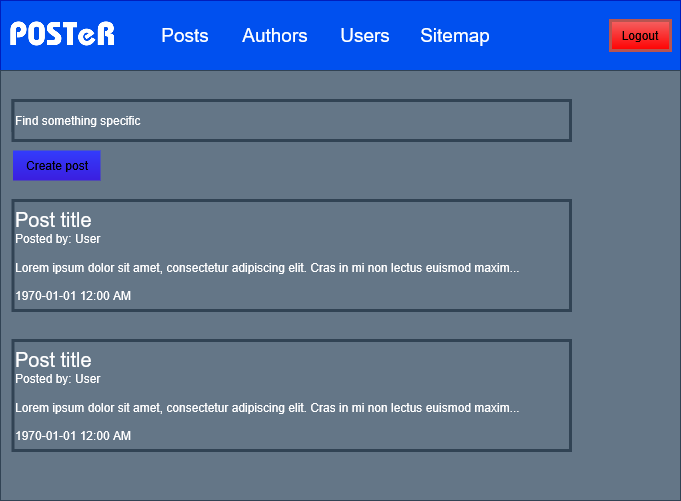 POSTeR
Posts Authors Users Sitemap
Logout
Find something specific
Create post
Post title
Posted by: User
Lorem ipsum dolor sit amet, consectetur adipiscing elit. Cras in mi non lectus euismod maxim...
1970-01-01 12:00 AM
Post title
Posted by: User
Lorem ipsum dolor sit amet, consectetur adipiscing elit. Cras in mi non lectus euismod maxim...
1970-01-01 12:00 AM